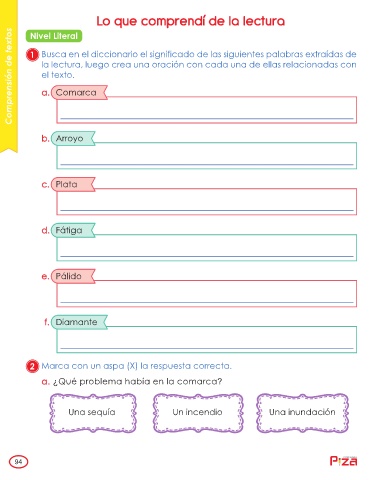 Lo que comprendí de la lectura
Comprensión de textos
Nivel Literal
1 Busca en el diccionario el significado de las siguientes palabras extraídas de
la lectura, luego crea una oración con cada una de ellas relacionadas con
el texto.
a. Comarca
b. Arroyo
c. Plata
d. Fátiga
e. Pálido
f. Diamante
2 Marca con un aspa (X) la respuesta correcta.
a. ¿Qué problema había en la comarca?
Una sequía Un incendio Una inundación
94